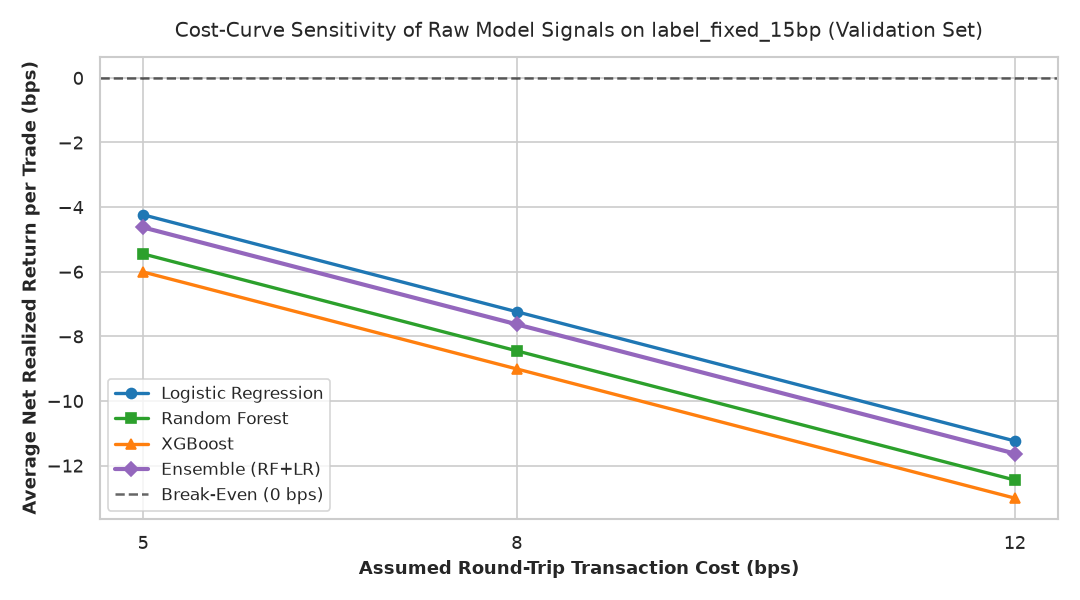 Cost-Curve Sensitivity of Raw Model Signals on label_fixed_15bp (Validation Set)
Average Net Realized Return per Trade (bps)
0
−2
−4
−6
−8
−10
−12
Logistic Regression
Random Forest
XGBoost
Ensemble (RF+LR)
Break-Even (0 bps)
5
8
12
Assumed Round-Trip Transaction Cost (bps)